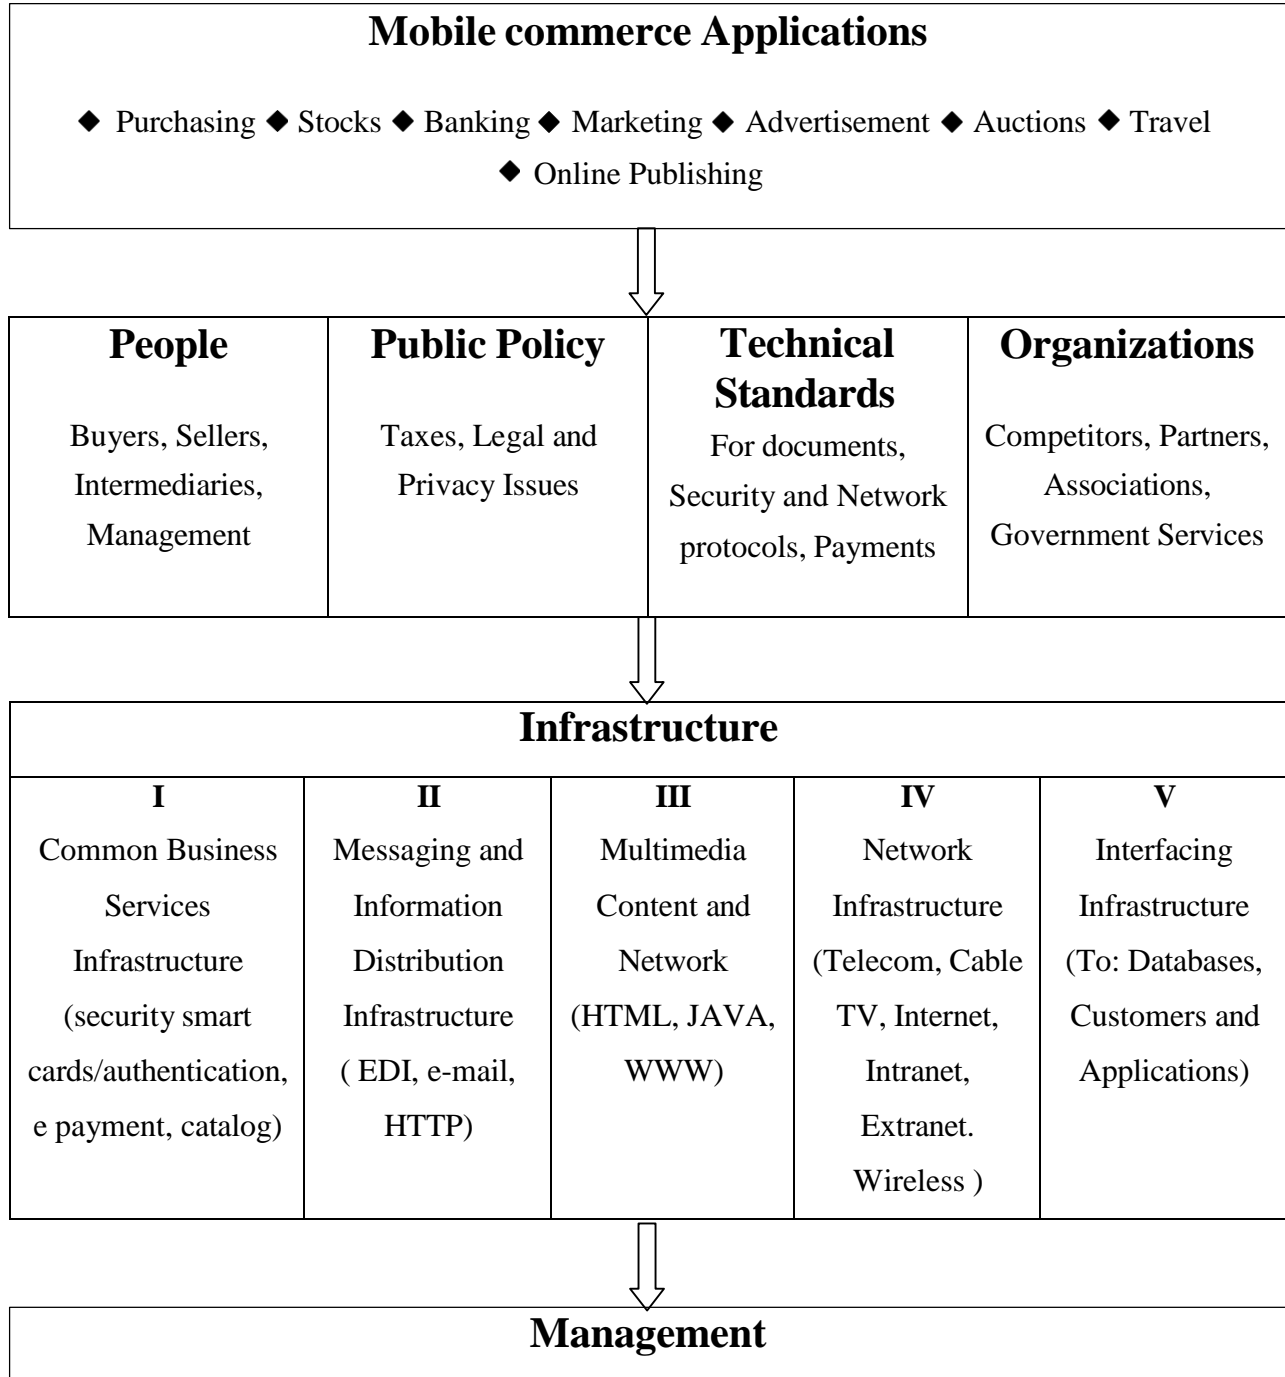 Mobile commerce Applications
◆ Purchasing ◆ Stocks ◆ Banking ◆ Marketing ◆ Advertisement ◆ Auctions ◆ Travel
◆ Online Publishing
People
Buyers, Sellers,
Intermediaries,
Management
Public Policy
Taxes, Legal and
Privacy Issues
Technical
Standards
For documents,
Security and Network
protocols, Payments
Organizations
Competitors, Partners,
Associations,
Government Services
Infrastructure
I
Common Business
Services
Infrastructure
(security smart
cards/authentication,
e payment, catalog)
II
Messaging and
Information
Distribution
Infrastructure
( EDI, e-mail,
HTTP)
III
Multimedia
Content and
Network
(HTML, JAVA,
WWW)
IV
Network
Infrastructure
(Telecom, Cable
TV, Internet,
Intranet,
Extranet.
Wireless )
V
Interfacing
Infrastructure
(To: Databases,
Customers and
Applications)
Management